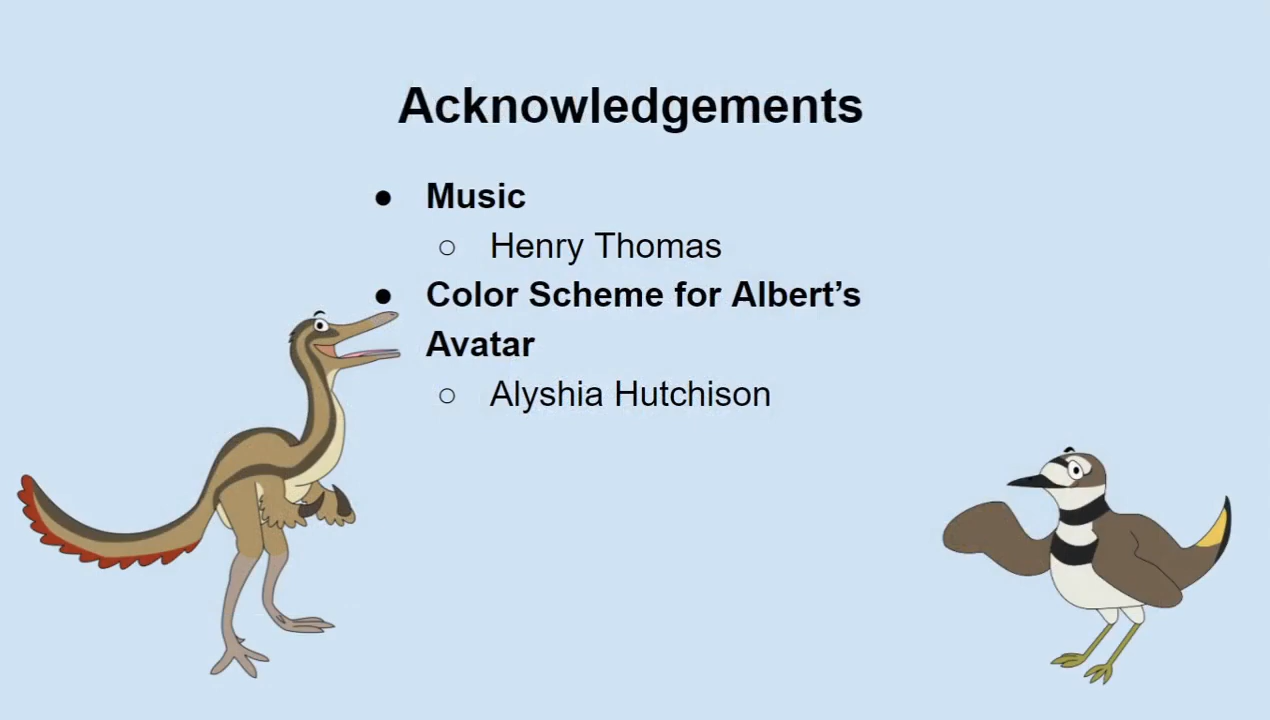 Acknowledgements
● Music
○ Henry Thomas
● Color Scheme for Albert’s
Avatar
○ Alyshia Hutchison